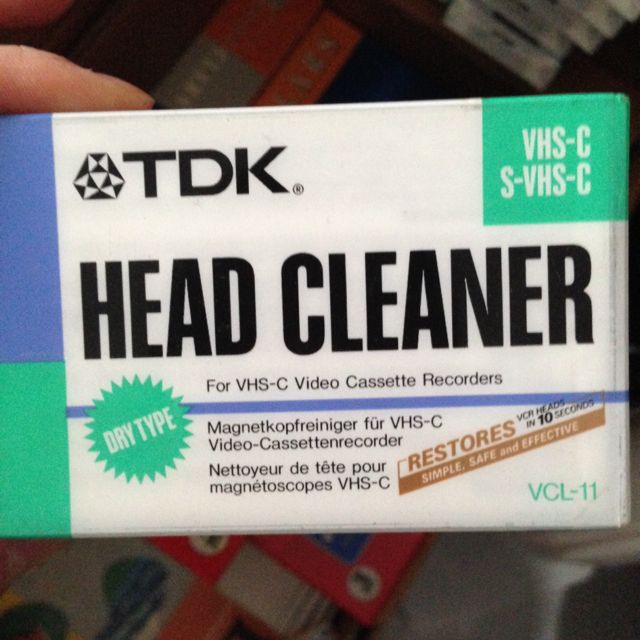 TDK®
VHS-C
S-VHS-C
HEAD CLEANER
For VHS-C Video Cassette Recorders
DRY TYPE
Magnetkopfreiniger für VHS-C
Video-Cassettenrecorder
Nettoyeur de tête pour
magnétoscopes VHS-C
RESTORES VCR HEADS
IN 10 SECONDS
SIMPLE, SAFE and EFFECTIVE
VCL-11